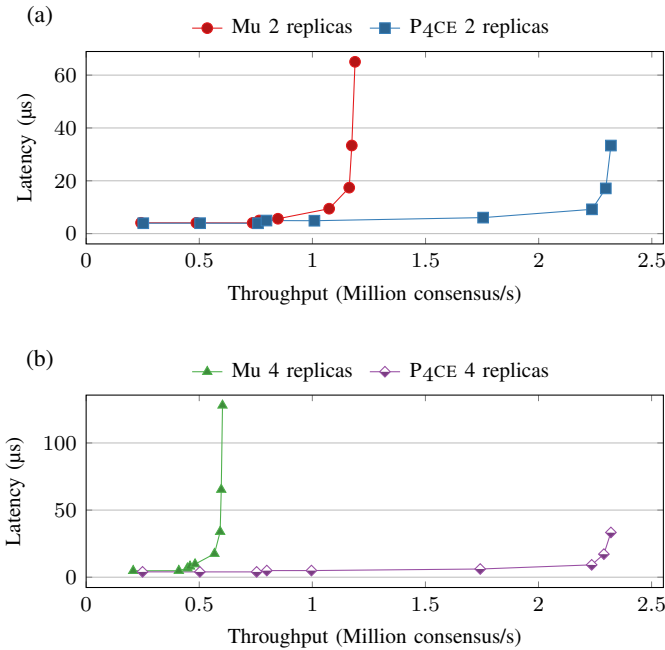 (a)
Mu 2 replicas P4CE 2 replicas
60
40
20
0
Latency (µs)
0 0.5 1 1.5 2 2.5
Throughput (Million consensus/s)
(b)
Mu 4 replicas P4CE 4 replicas
100
50
0
Latency (µs)
0 0.5 1 1.5 2 2.5
Throughput (Million consensus/s)